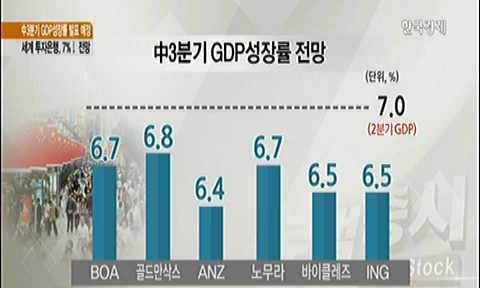 中3분기 GDP성장률 발표 예정
세계 투자은행, 7%↓ 전망
한국경제
中3분기 GDP성장률 전망
(단위, %)
7.0
(2분기 GDP)
6.7
6.8
6.4
6.7
6.5
6.5
BOA
골드만삭스
ANZ
노무라
바이클레즈
ING
Stock